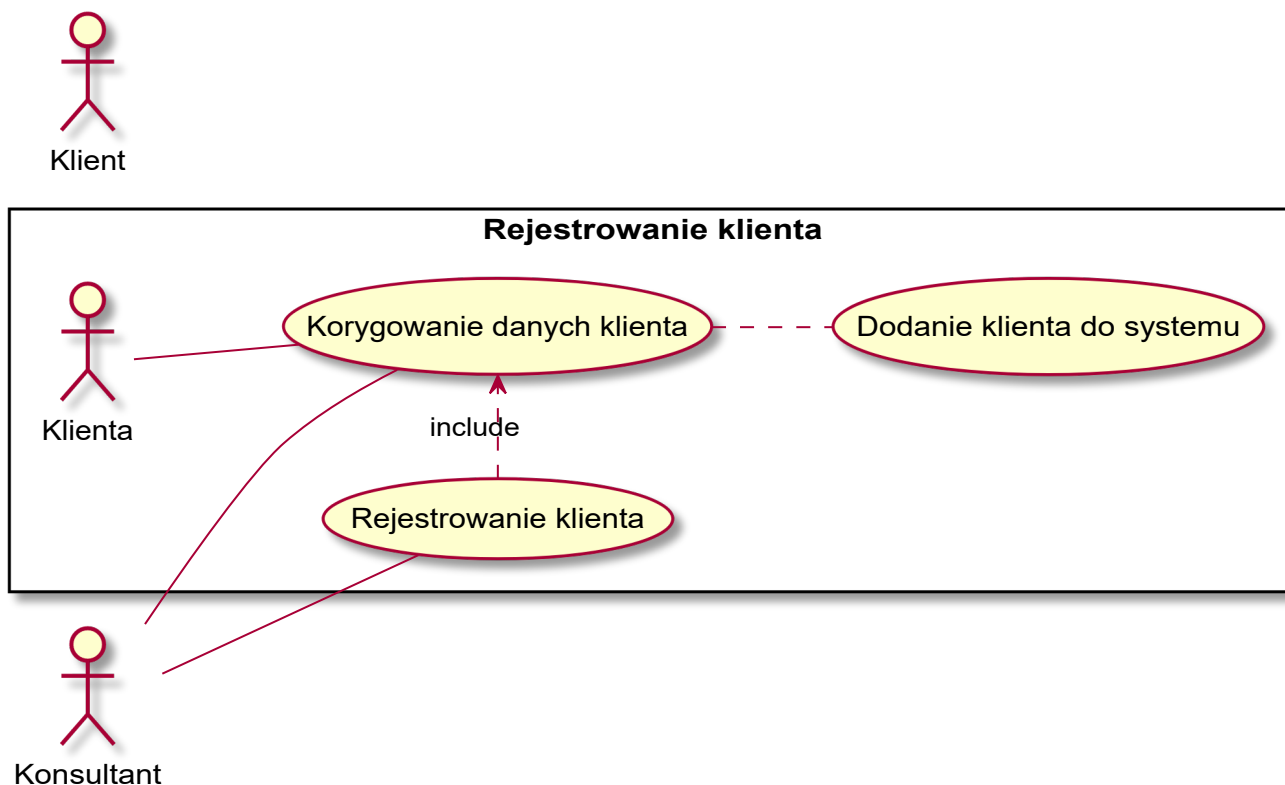 Klient
Rejestrowanie klienta
Korygowanie danych klienta
Dodanie klienta do systemu
Klienta
include
Rejestrowanie klienta
Konsultant